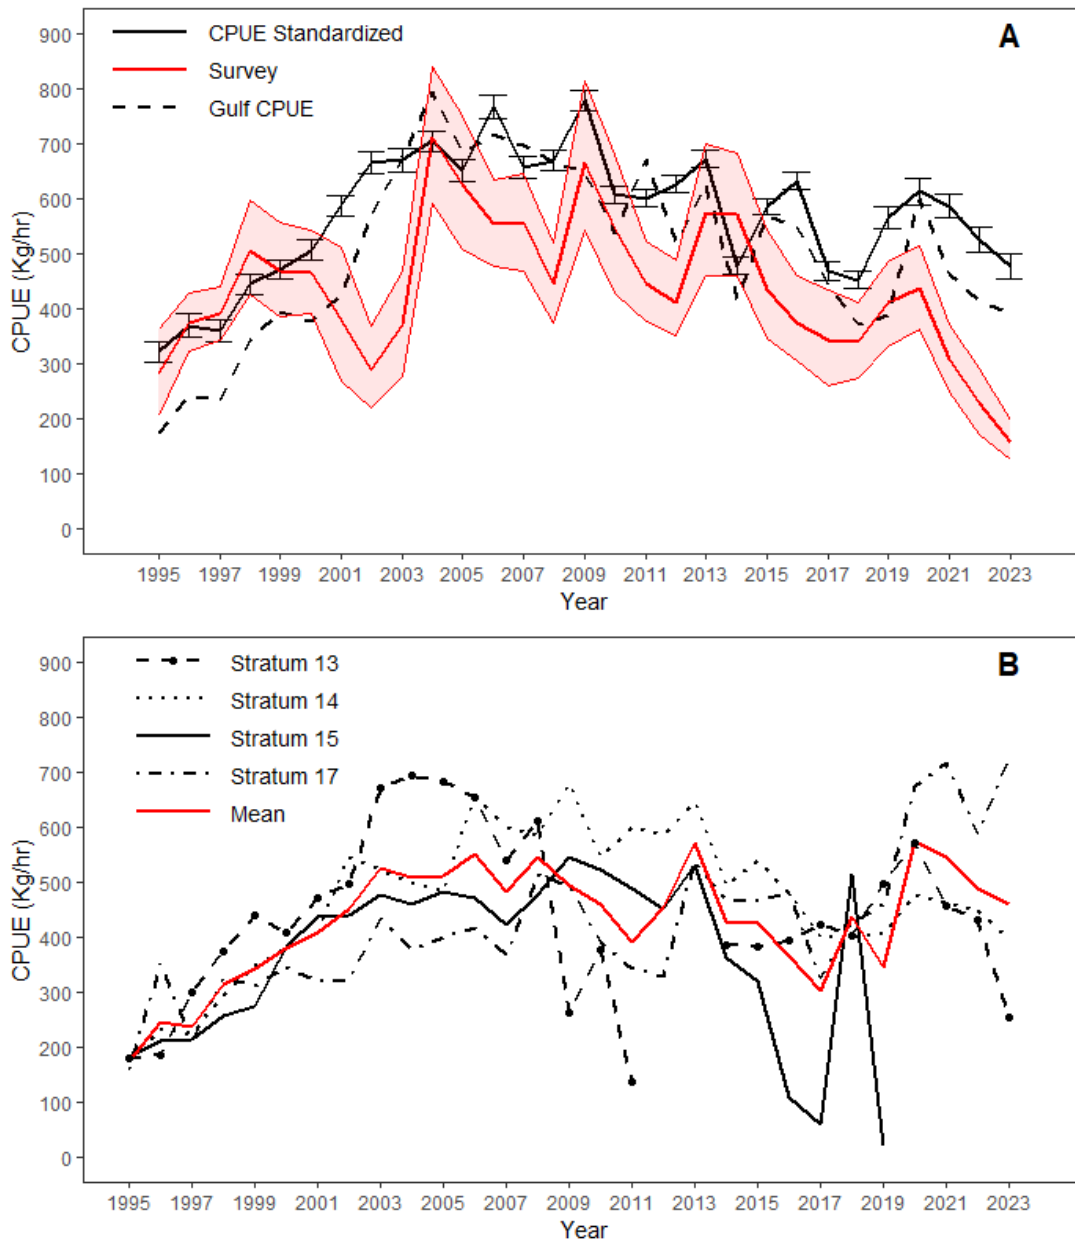 A
CPUE Standardized
Survey
Gulf CPUE
CPUE (Kg/hr)
900
800
700
600
500
400
300
200
100
0
1995 1997 1999 2001 2003 2005 2007 2009 2011 2013 2015 2017 2019 2021 2023
Year
B
Stratum 13
Stratum 14
Stratum 15
Stratum 17
Mean
CPUE (Kg/hr)
900
800
700
600
500
400
300
200
100
0
1995 1997 1999 2001 2003 2005 2007 2009 2011 2013 2015 2017 2019 2021 2023
Year